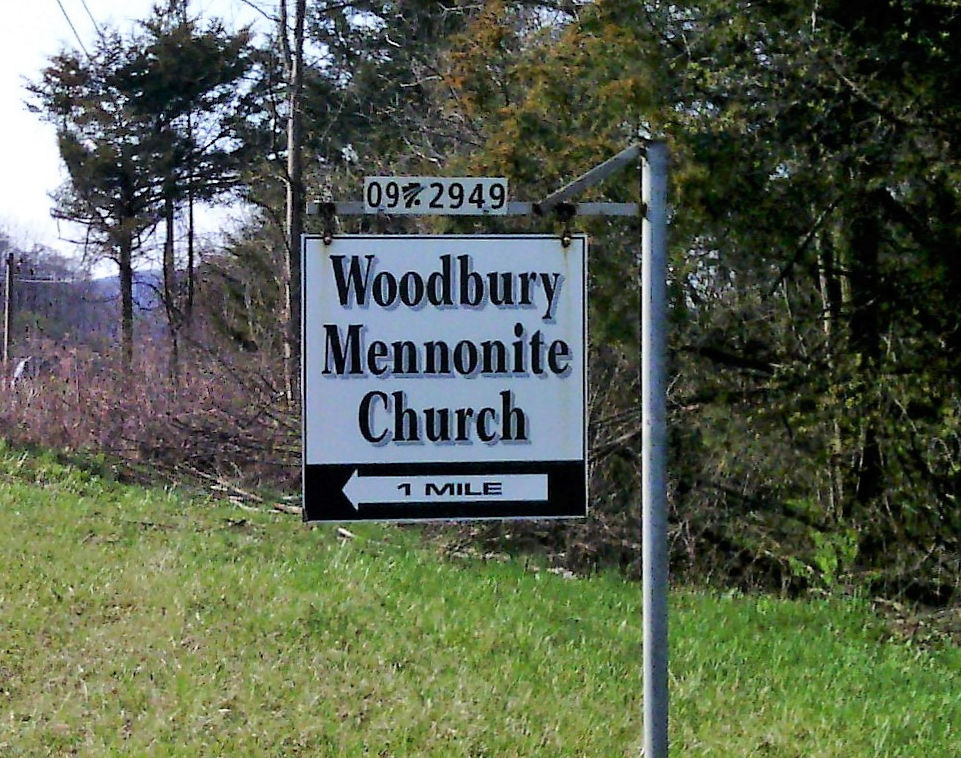 09 2949
Woodbury
Mennonite
Church
1 MILE